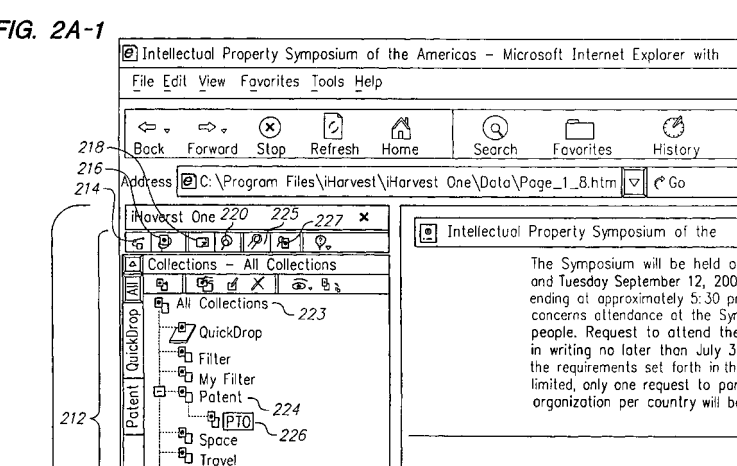 FIG. 2A-1
Intellectual Property Symposium of the Americas – Microsoft Internet Explorer with
File Edit View Favorites Tools Help
Back Forward Stop Refresh Home Search Favorites History
218
216
214
Address C:\Program Files\iHarvest\iHarvest One\Data\Page_1_8.htm Go
iHaverst One 220 225 227 ×
Intellectual Property Symposium of the
Collections – All Collections
All
QuickDrop
Patent
All Collections 223
QuickDrop
Filter
My Filter
Patent 224
PTO 226
Space
Travel
212
The Symposium will be held o
and Tuesday September 12, 200
ending at approximately 5:30 p
concerns attendance at the Sy
people. Request to attend the
in writing no later than July 3
the requirements set forth in th
limited, only one request to par
organization per country will b